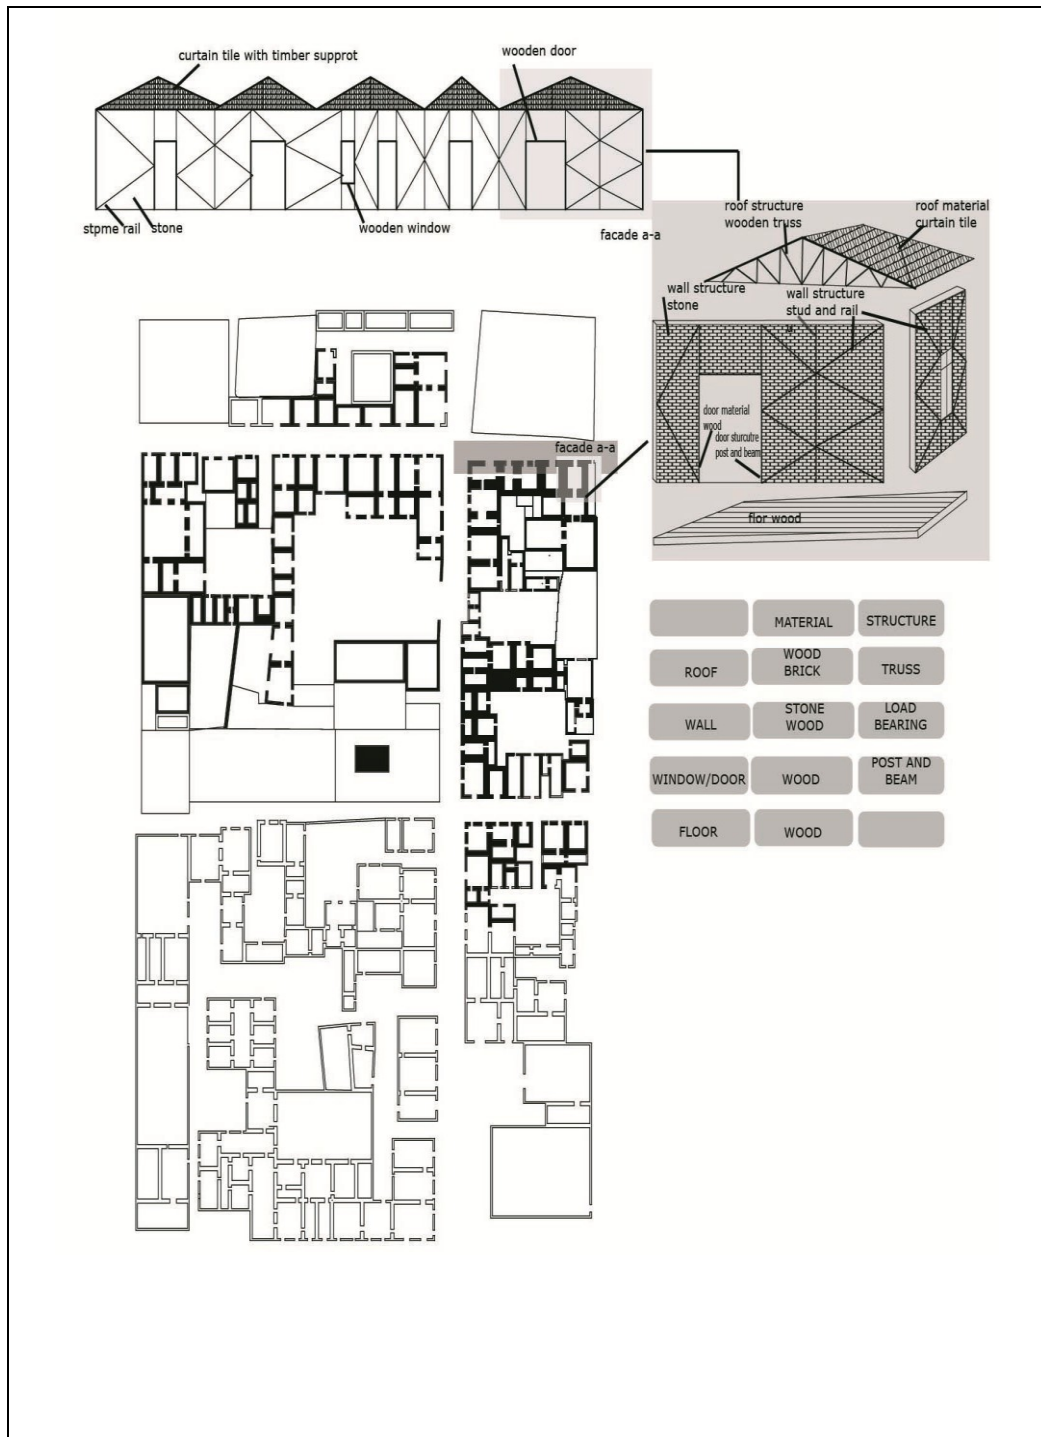 curtain tile with timber supprot
wooden door
stpme rail
stone
wooden window
facade a-a
roof structure
wooden truss
roof material
curtain tile
wall structure
stone
wall structure
stud and rail
door material
wood
door sturcutre
post and beam
flor wood
facade a-a
MATERIAL
STRUCTURE
ROOF
WOOD
BRICK
TRUSS
WALL
STONE
WOOD
LOAD
BEARING
WINDOW/DOOR
WOOD
POST AND
BEAM
FLOOR
WOOD